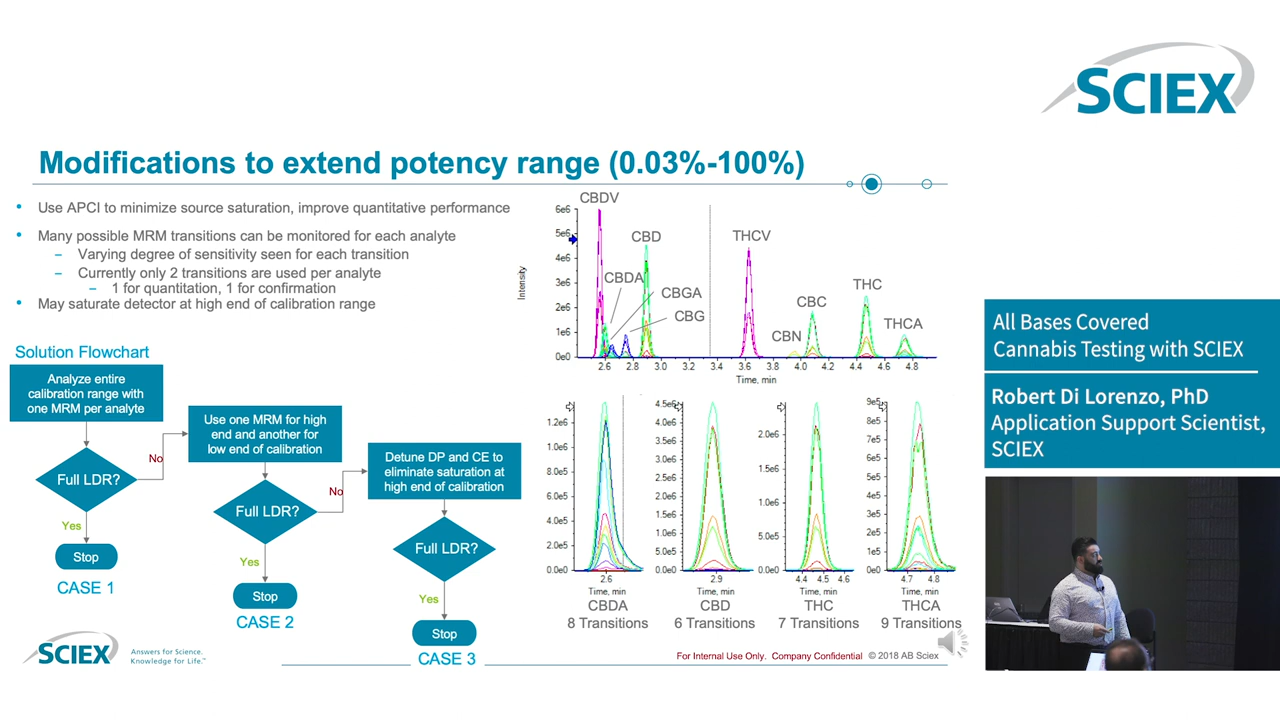 SCIEX
Modifications to extend potency range (0.03%-100%)
• Use APCI to minimize source saturation, improve quantitative performance
• Many possible MRM transitions can be monitored for each analyte
– Varying degree of sensitivity seen for each transition
– Currently only 2 transitions are used per analyte
– 1 for quantitation, 1 for confirmation
• May saturate detector at high end of calibration range
Solution Flowchart
Analyze entire
calibration range with
one MRM per analyte
Full LDR?
No
Yes
Stop
CASE 1
Use one MRM for high
end and another for
low end of calibration
Full LDR?
No
Yes
Stop
CASE 2
Detune DP and CE to
eliminate saturation at
high end of calibration
Full LDR?
Yes
Stop
CASE 3
CBDV
CBD
CBDA
CBGA
CBG
THCV
CBN
CBC
THC
THCA
Intensity
6e6
5e6
4e6
3e6
2e6
1e6
0e0
2.6 2.8 3.0 3.2 3.4 3.6 3.8 4.0 4.2 4.4 4.6 4.8
Time, min
1.2e6
1.0e6
8.0e5
6.0e5
4.0e5
2.0e5
0.0e0
2.6
Time, min
CBDA
8 Transitions
4.5e6
4.0e6
3.5e6
3.0e6
2.5e6
2.0e6
1.5e6
1.0e6
5.0e5
0.0e0
2.9
Time, min
CBD
6 Transitions
2.0e6
1.5e6
1.0e6
5.0e5
0.0e0
4.4 4.5 4.6
Time, min
THC
7 Transitions
9e5
8e5
7e5
6e5
5e5
4e5
3e5
2e5
1e5
0e0
4.7 4.8
Time, min
THCA
9 Transitions
SCIEX
Answers for Science.
Knowledge for Life.™
For Internal Use Only. Company Confidential © 2018 AB Sciex
All Bases Covered
Cannabis Testing with SCIEX
Robert Di Lorenzo, PhD
Application Support Scientist,
SCIEX